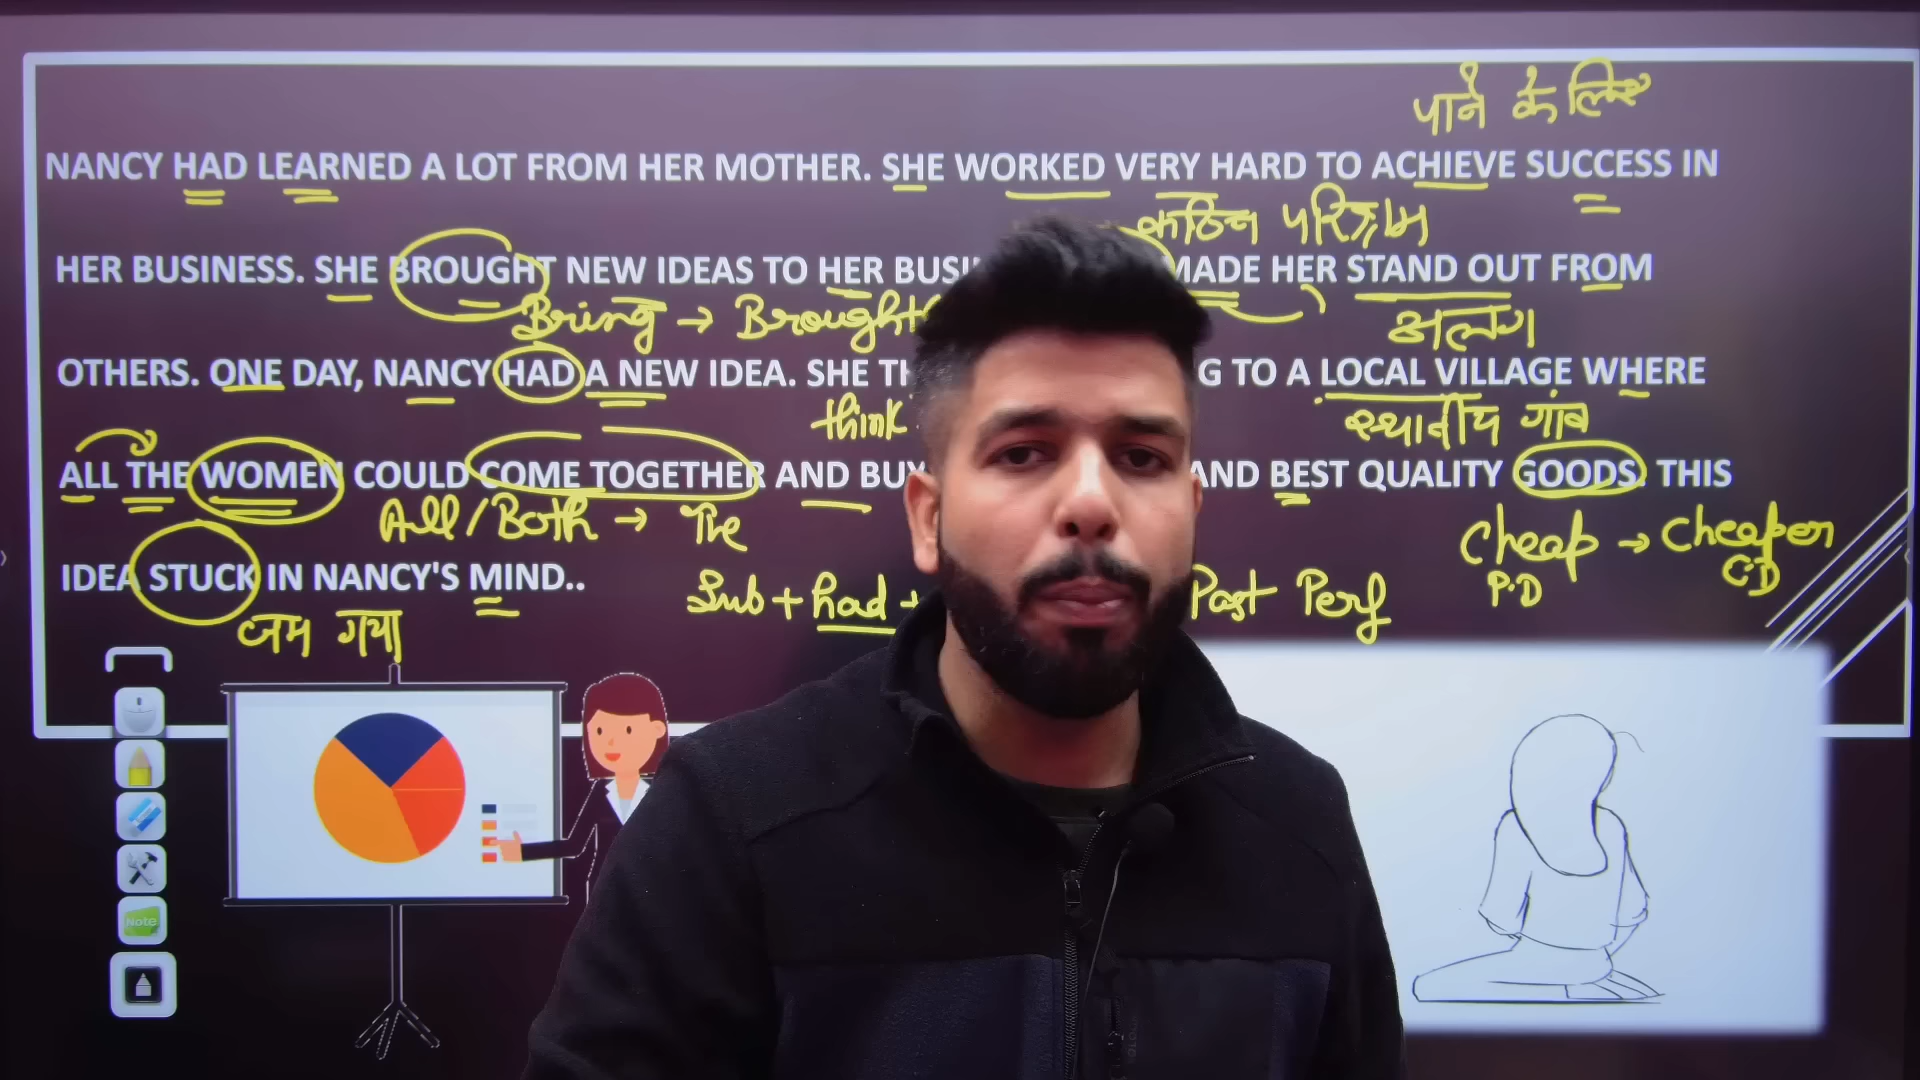 पाने के लिए
NANCY HAD LEARNED A LOT FROM HER MOTHER. SHE WORKED VERY HARD TO ACHIEVE SUCCESS IN
कठिन परिश्रम
HER BUSINESS. SHE BROUGHT NEW IDEAS TO HER MADE HER STAND OUT FROM
Bring → Brought
अलग
OTHERS. ONE DAY, NANCY HAD A NEW IDEA. SHE TO A LOCAL VILLAGE WHERE
think
स्थानीय गांव
ALL THE WOMEN COULD COME TOGETHER AND AND BEST QUALITY GOODS. THIS
All/Both → The
Cheap → Cheaper
P.D C.D
IDEA STUCK IN NANCY'S MIND..
Sub + had + Past Perf
जम गया
Note